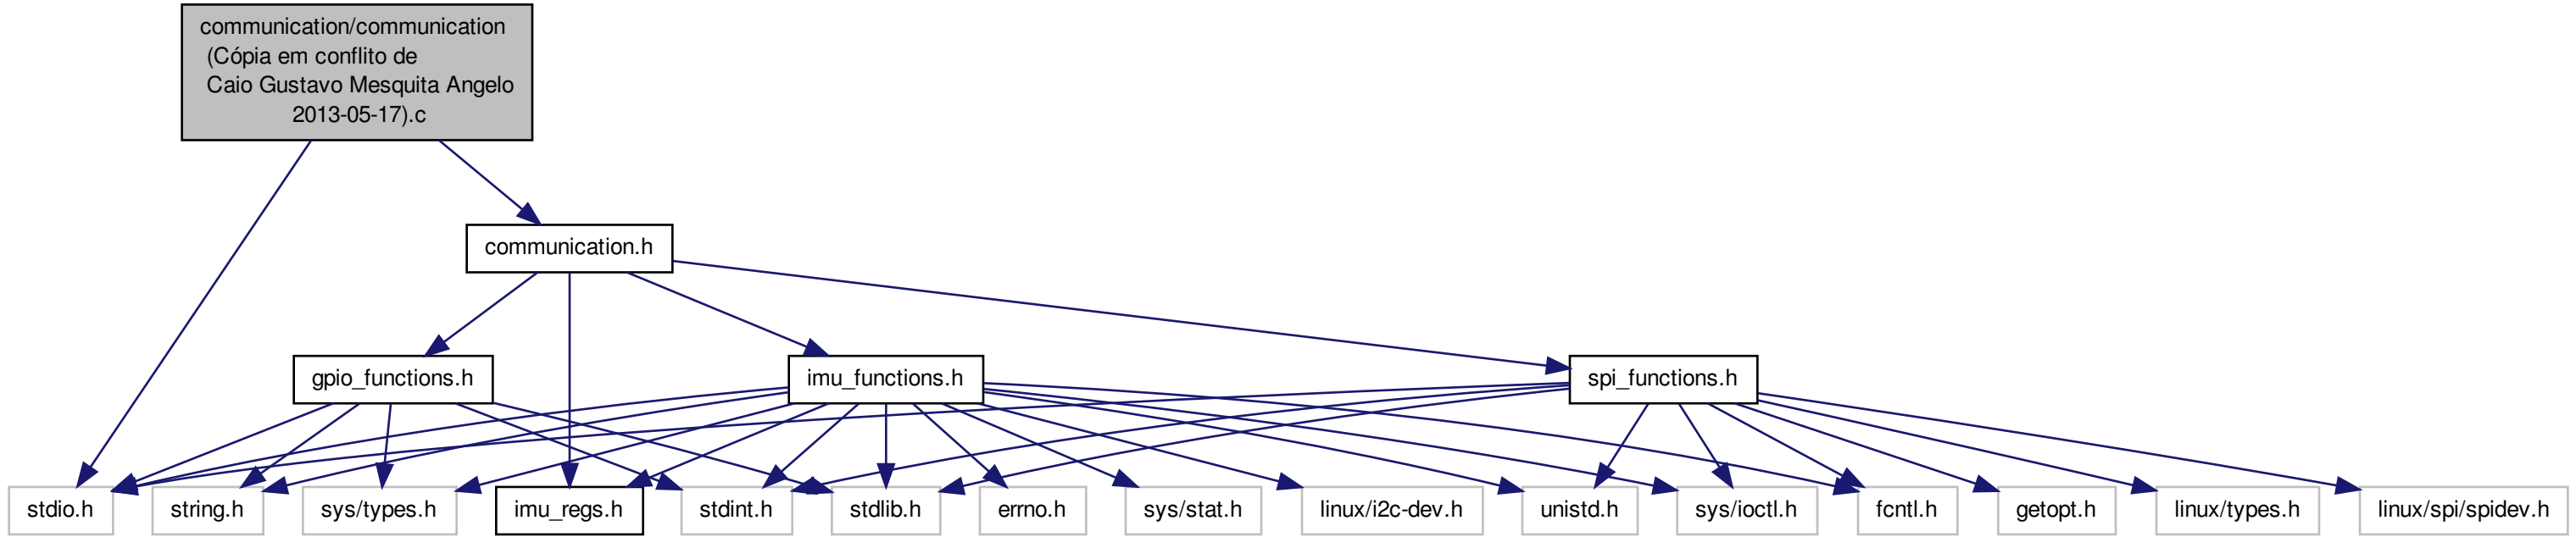 communication/communication
(Cópia em conflito de
Caio Gustavo Mesquita Angelo
2013-05-17).c
communication.h
gpio_functions.h
imu_functions.h
spi_functions.h
stdio.h
string.h
sys/types.h
imu_regs.h
stdint.h
stdlib.h
errno.h
sys/stat.h
linux/i2c-dev.h
unistd.h
sys/ioctl.h
fcntl.h
getopt.h
linux/types.h
linux/spi/spidev.h